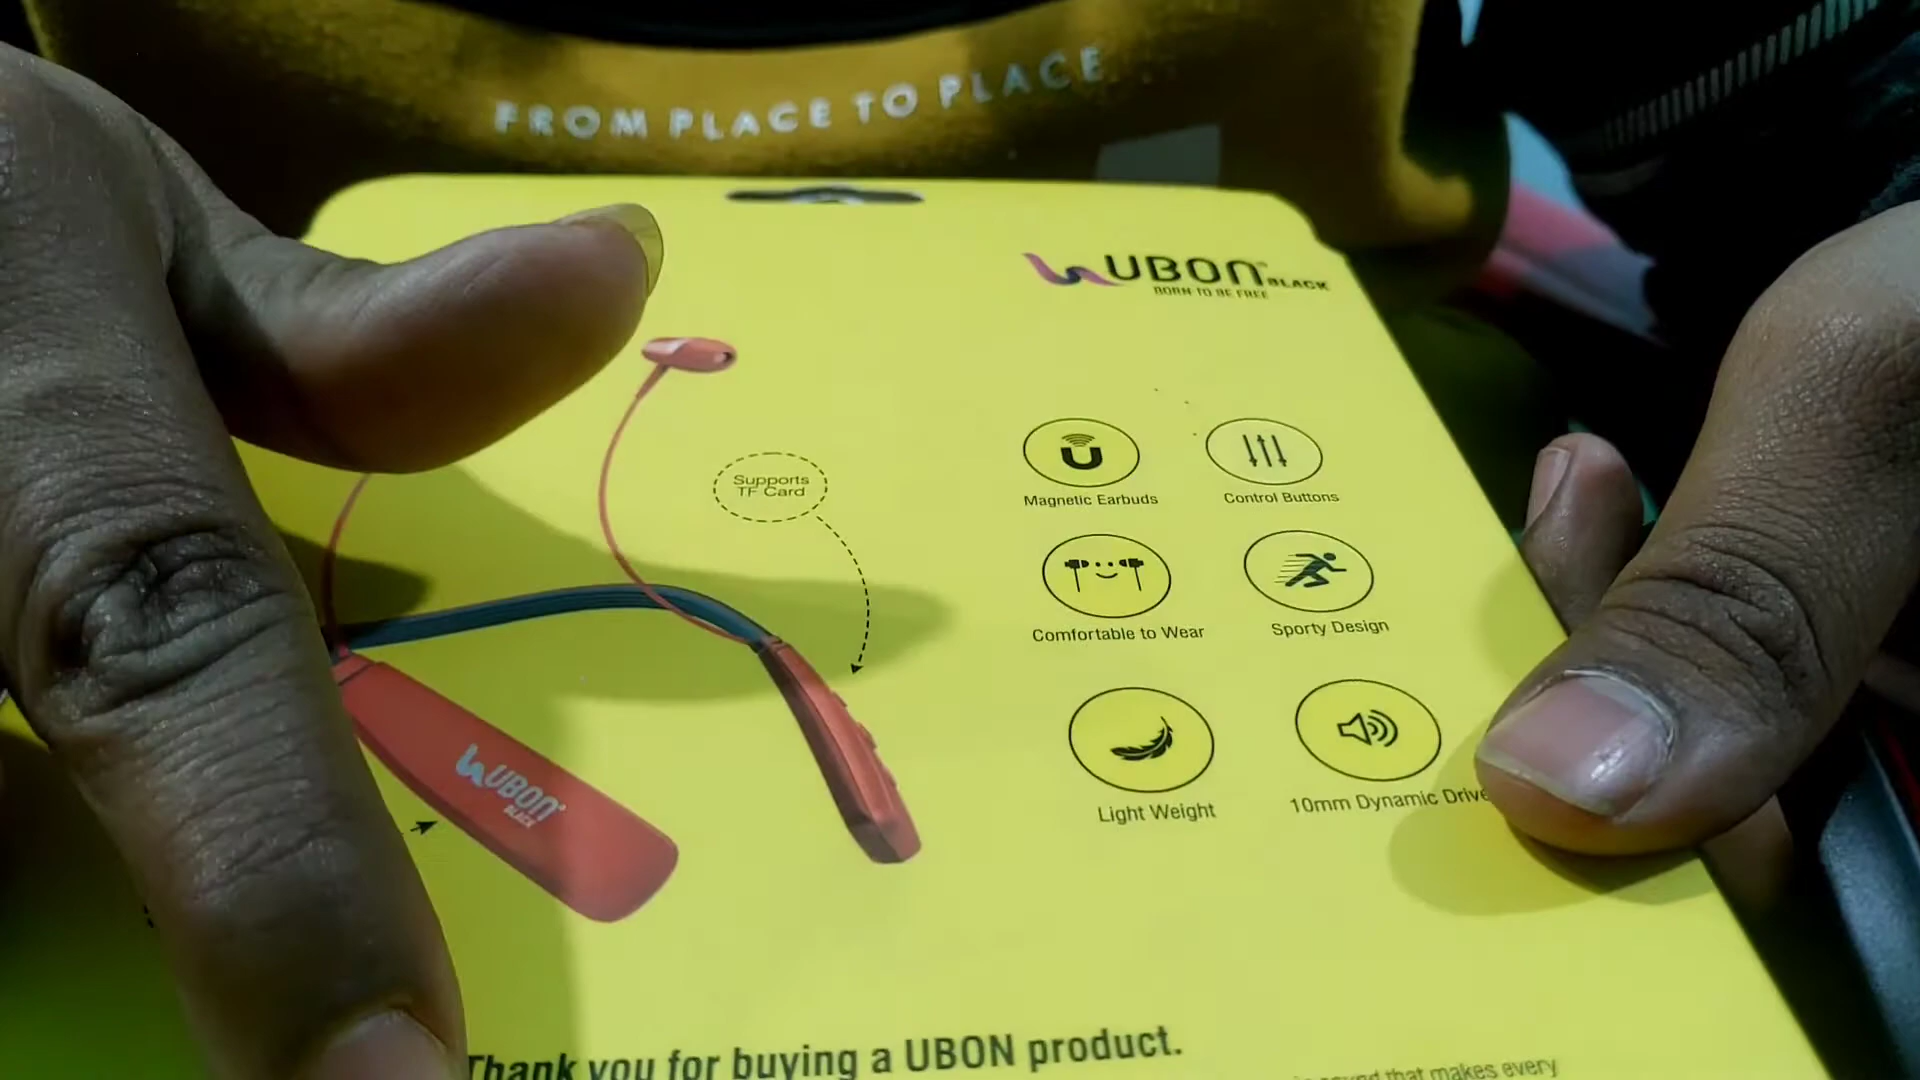 FROM PLACE TO PLACE
UBON BLACK
BORN TO BE FREE
Supports
TF Card
Magnetic Earbuds
Control Buttons
Comfortable to Wear
Sporty Design
Light Weight
10mm Dynamic Drive
UBON
BLACK
Thank you for buying a UBON product.
sound that makes every